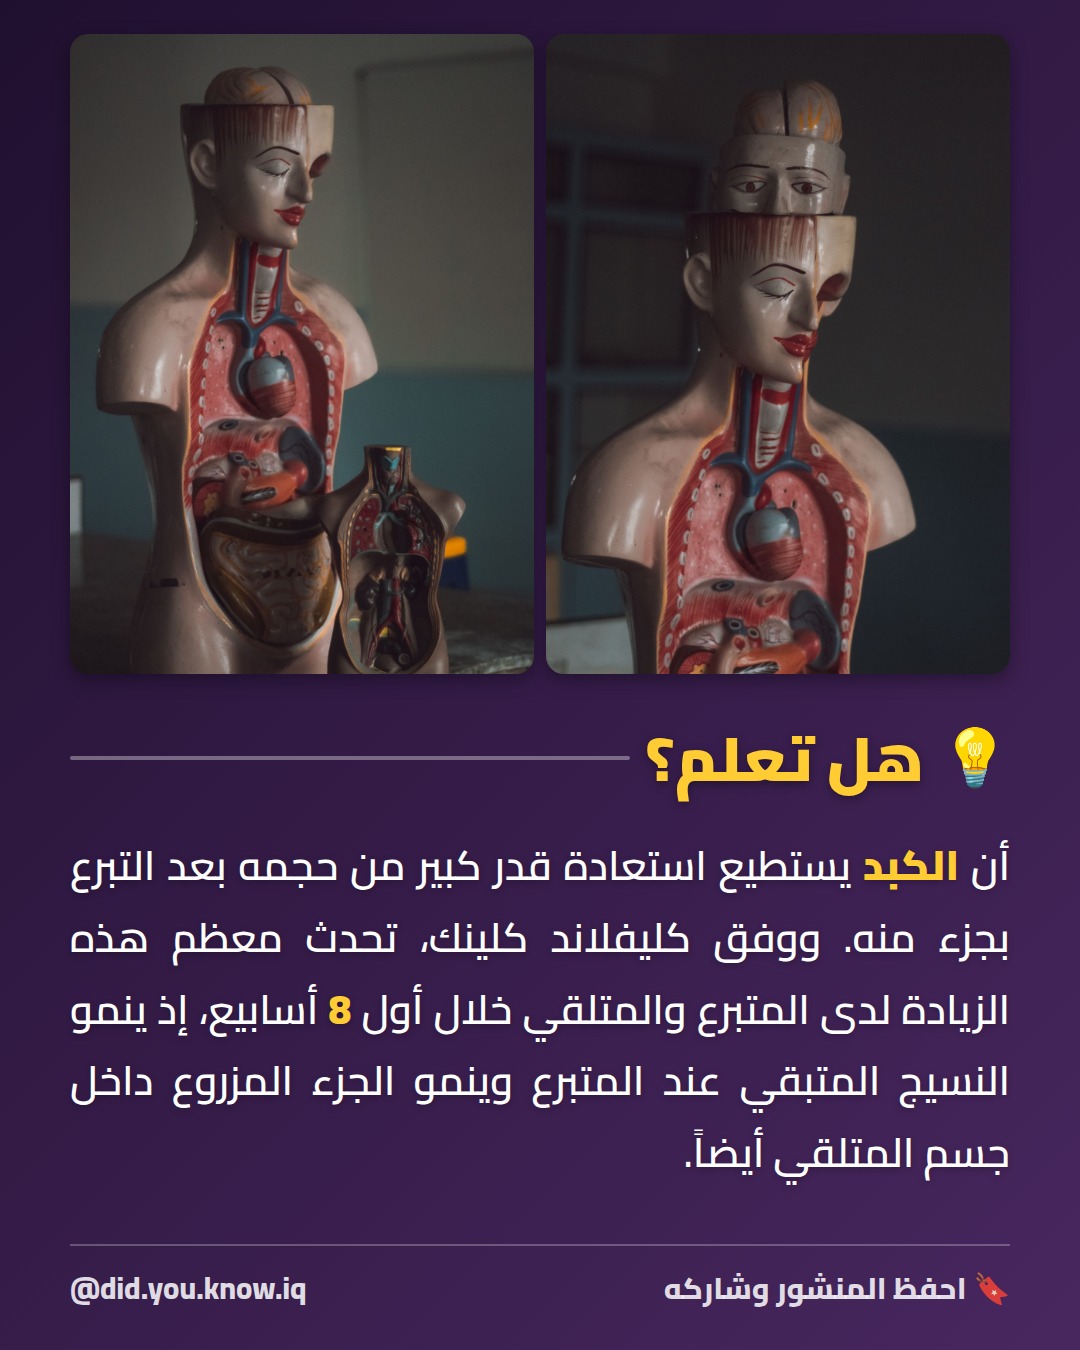 💡 هل تعلم؟
أن الكبد يستطيع استعادة قدر كبير من حجمه بعد التبرع
بجزء منه. ووفق كليفلاند كلينك، تحدث معظم هذه
الزيادة لدى المتبرع والمتلقي خلال أول 8 أسابيع، إذ ينمو
النسيج المتبقي عند المتبرع وينمو الجزء المزروع داخل
جسم المتلقي أيضاً.
🔖 احفظ المنشور وشاركه
@did.you.know.iq